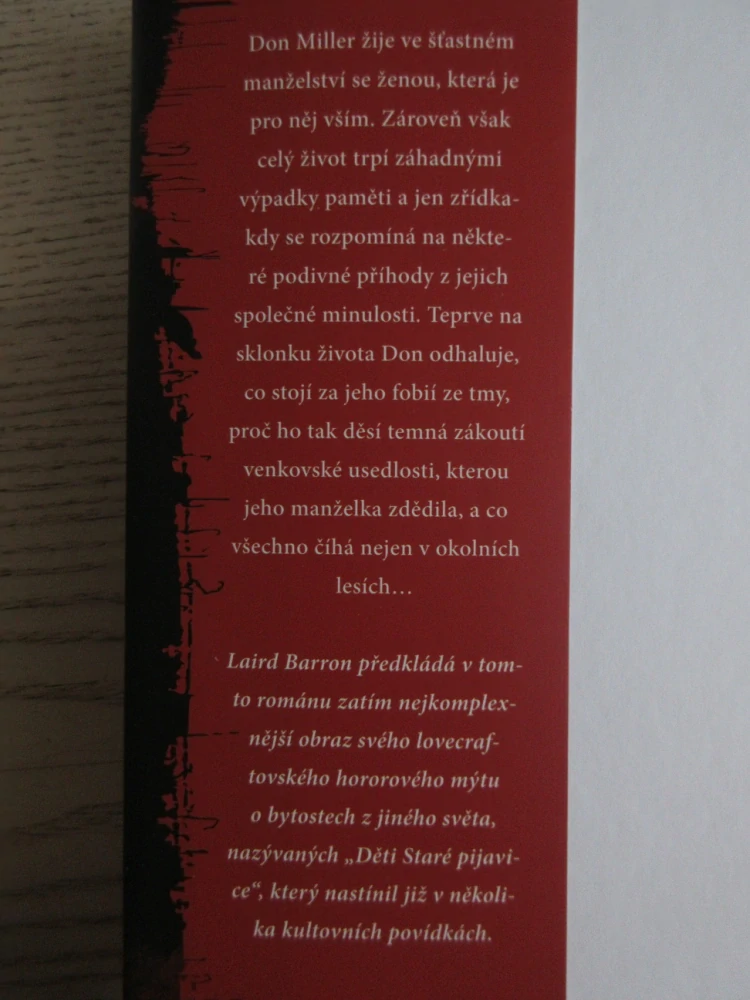 Don Miller žije ve šťastném
manželství se ženou, která je
pro něj vším. Zároveň však
celý život trpí záhadnými
výpadky paměti a jen zřídka-
kdy se rozpomíná na někte-
ré podivné příhody z jejich
společné minulosti. Teprve na
sklonku života Don odhaluje,
co stojí za jeho fobií ze tmy,
proč ho tak děsí temná zákoutí
venkovské usedlosti, kterou
jeho manželka zdědila, a co
všechno číhá nejen v okolních
lesích…
Laird Barron předkládá v tom-
to románu zatím nejkomplex-
nější obraz svého lovecraf-
tovského hororového mýtu
o bytostech z jiného světa,
nazývaných „Děti Staré pijavi-
ce“, který nastínil již v několi-
ka kultovních povídkách.